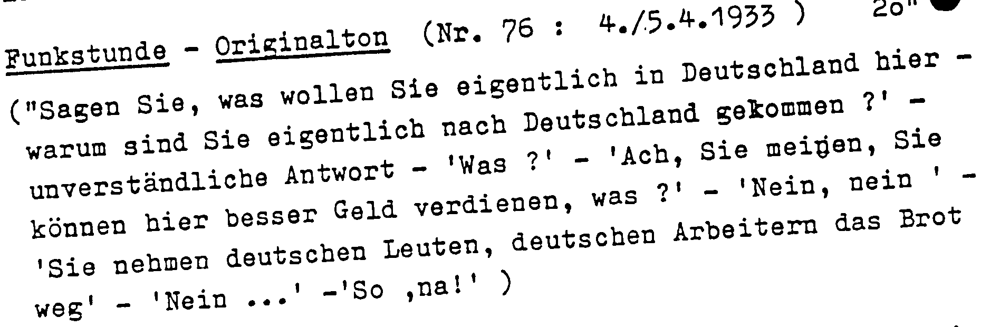 Funkstunde - Originalton (Nr. 76 : 4./5.4.1933 ) 2o"
("Sagen Sie, was wollen Sie eigentlich in Deutschland hier -
warum sind Sie eigentlich nach Deutschland gekommen ?' -
unverständliche Antwort - 'Was ?' - 'Ach, Sie meinen, Sie
können hier besser Geld verdienen, was ?' - 'Nein, nein ' -
'Sie nehmen deutschen Leuten, deutschen Arbeitern das Brot
weg' - 'Nein ...' -'So ,na!' )